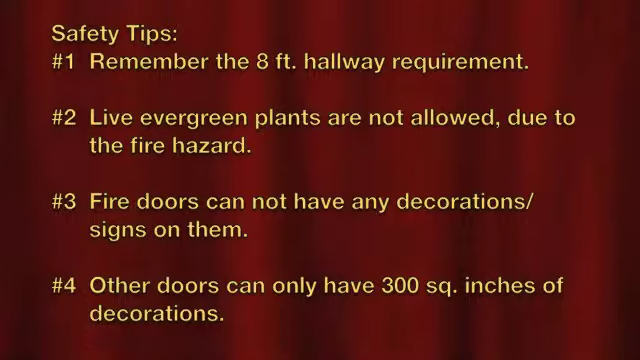 Safety Tips:
#1 Remember the 8 ft. hallway requirement.
#2 Live evergreen plants are not allowed, due to
the fire hazard.
#3 Fire doors can not have any decorations/
signs on them.
#4 Other doors can only have 300 sq. inches of
decorations.